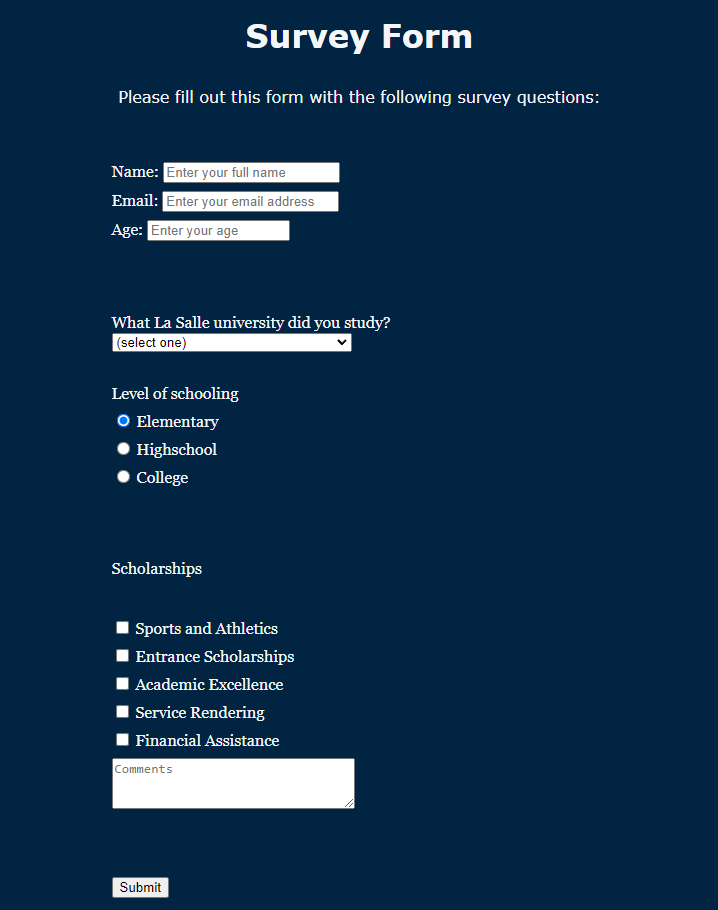 Survey Form
Please fill out this form with the following survey questions:
Name: Enter your full name
Email: Enter your email address
Age: Enter your age
What La Salle university did you study?
(select one)
Level of schooling
Elementary
Highschool
College
Scholarships
Sports and Athletics
Entrance Scholarships
Academic Excellence
Service Rendering
Financial Assistance
Comments
Submit